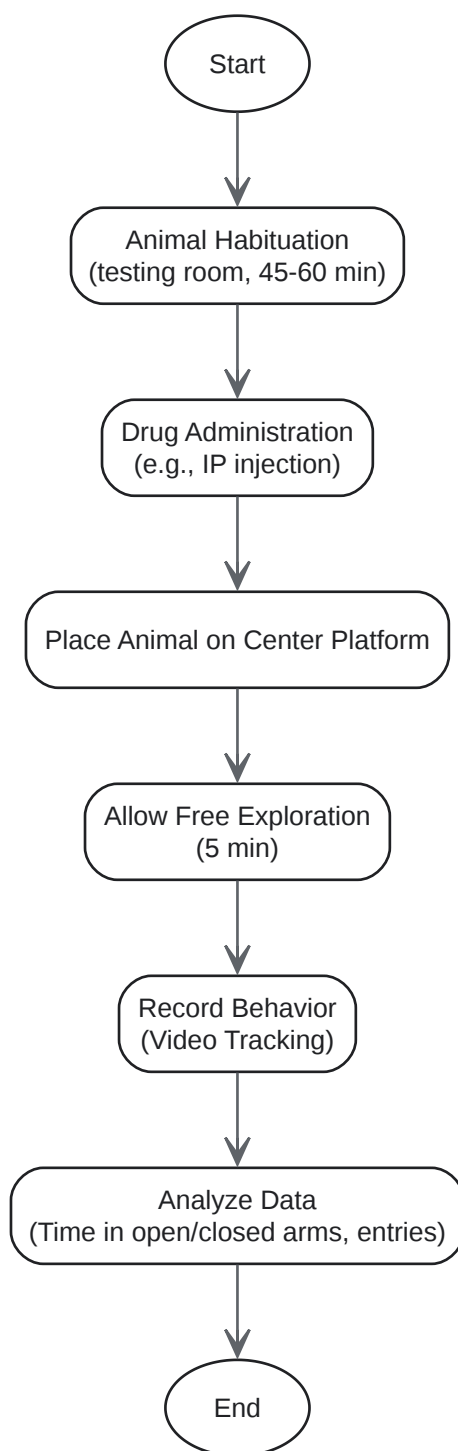 Start
Animal Habituation
(testing room, 45-60 min)
Drug Administration
(e.g., IP injection)
Place Animal on Center Platform
Allow Free Exploration
(5 min)
Record Behavior
(Video Tracking)
Analyze Data
(Time in open/closed arms, entries)
End